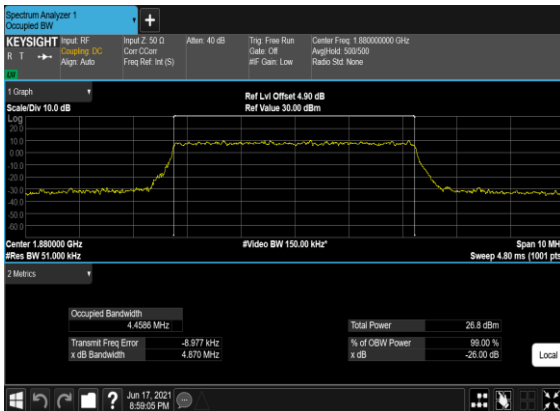 Spectrum Analyzer 1
Occupied BW
KEYSIGHT
R T
LXI
Input: RF
Coupling: DC
Align: Auto
Input Z: 50 Ω
Corr CCorr
Freq Ref: Int (S)
Atten: 40 dB
Trig: Free Run
Gate: Off
#IF Gain: Low
Center Freq: 1.880000000 GHz
Avg|Hold: 500/500
Radio Std: None
1 Graph
Scale/Div 10.0 dB
Ref Lvl Offset 4.90 dB
Ref Value 30.00 dBm
Log
20.0
10.0
0.00
-10.0
-20.0
-30.0
-40.0
-50.0
-60.0
Center 1.880000 GHz
#Res BW 51.000 kHz
#Video BW 150.00 kHz*
Span 10 MH
Sweep 4.80 ms (1001 pts
2 Metrics
Occupied Bandwidth
4.4586 MHz
Transmit Freq Error -8.977 kHz
x dB Bandwidth 4.870 MHz
Total Power 26.8 dBm
% of OBW Power 99.00 %
x dB -26.00 dB
Local
?
Jun 17, 2021
8:59:05 PM